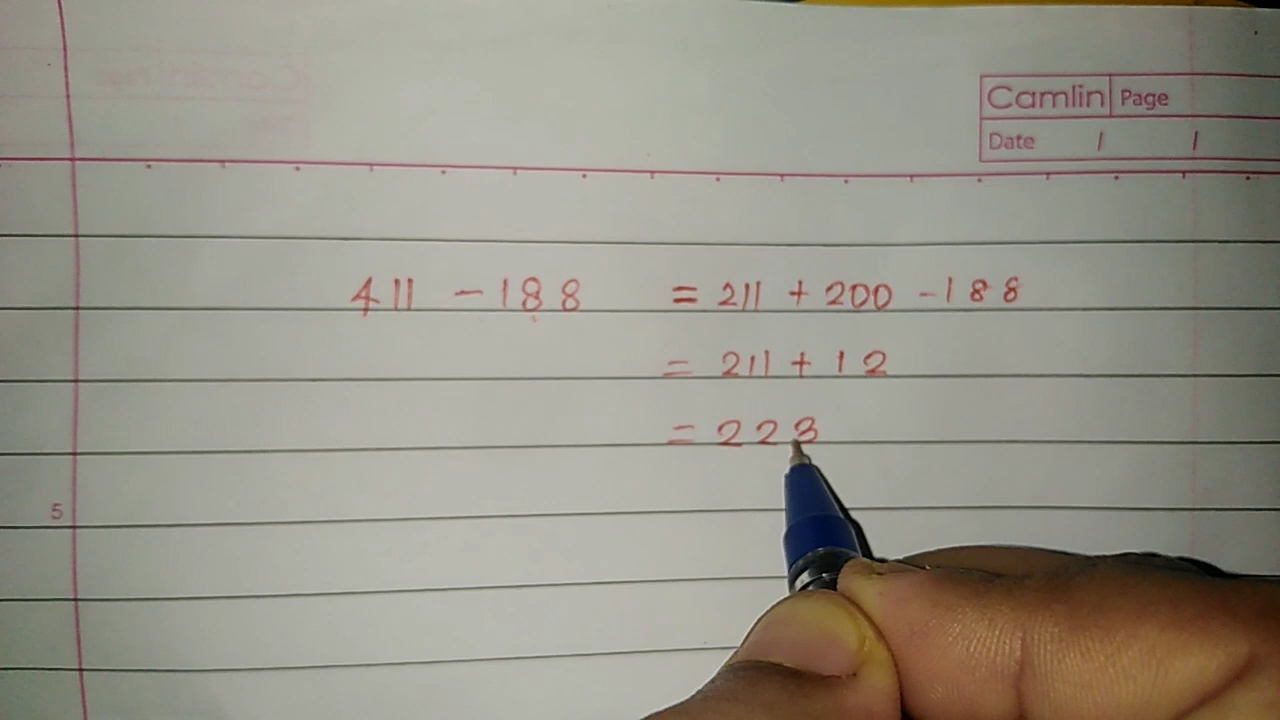 Camlin Page
Date / /
411 - 188 = 211 + 200 - 188
= 211 + 12
= 223
5